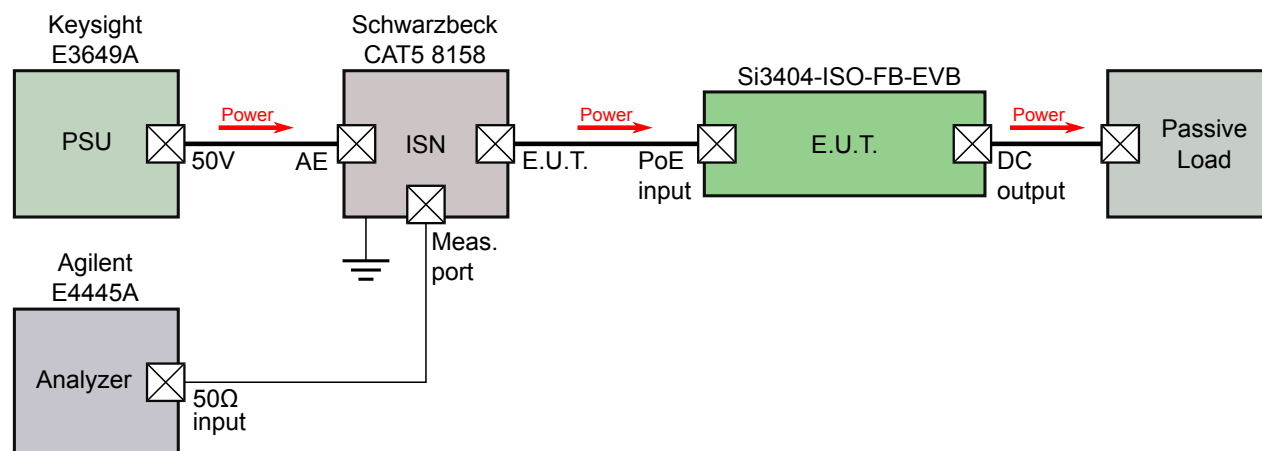 Keysight
E3649A
Schwarzbeck
CAT5 8158
Si3404-ISO-FB-EVB
Power
Power
Power
PSU
ISN
E.U.T.
Passive
Load
50V
AE
E.U.T.
PoE
input
DC
output
Meas.
port
Agilent
E4445A
Analyzer
50Ω
input